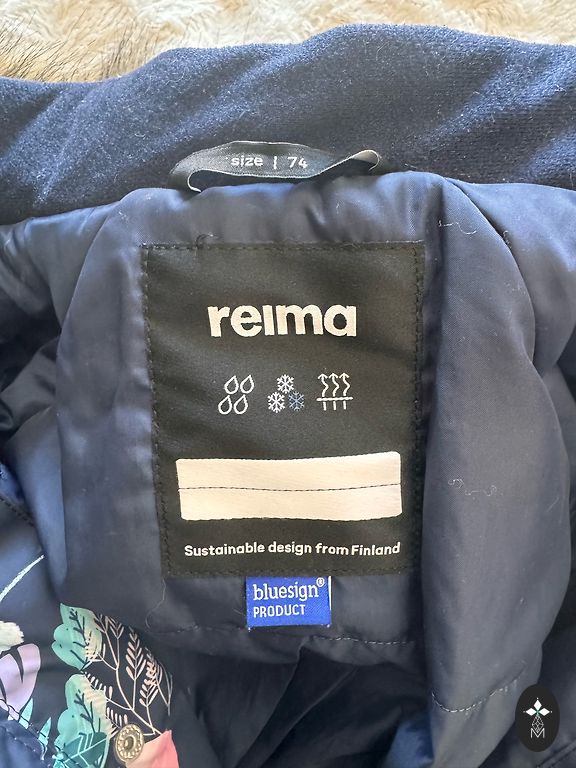 size | 74
reima
Sustainable design from Finland
bluesign®
PRODUCT